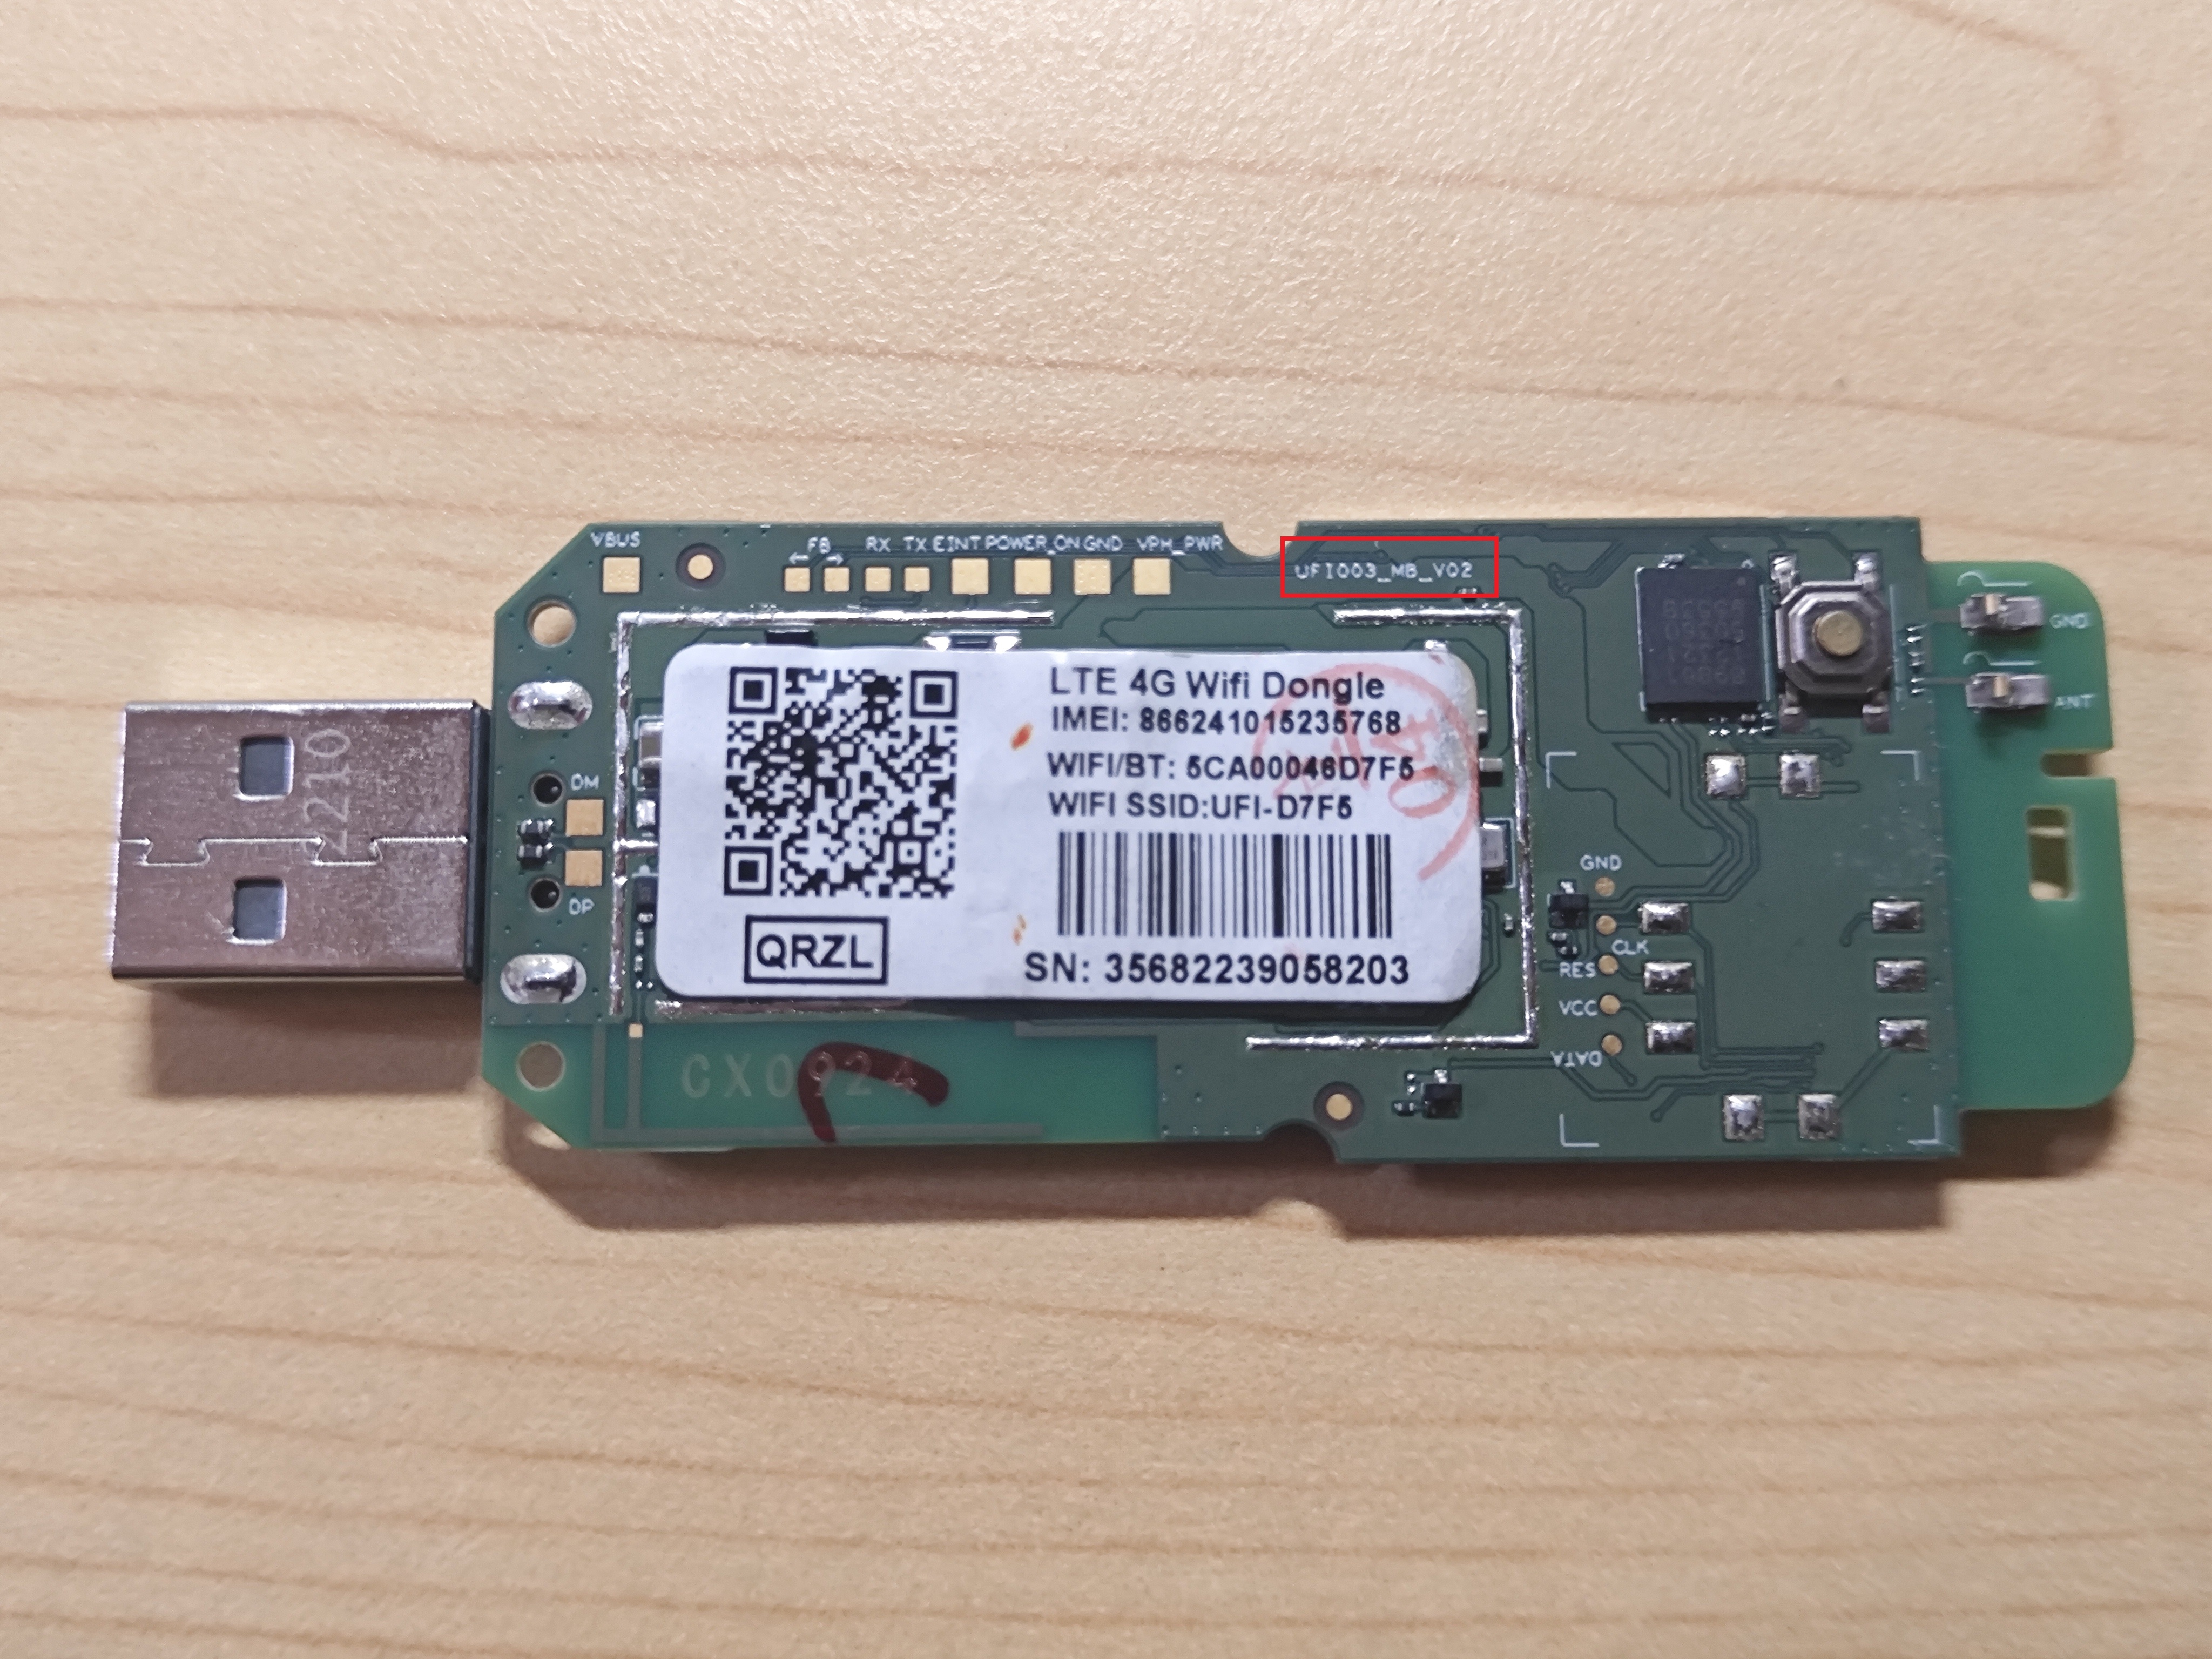 VBUS
FB
RX TX EINT POWER_ON GND VPH_PWR
UFI003_MB_V02
GND
ANT
2210
DM
DP
LTE 4G Wifi Dongle
IMEI: 866241015235768
WIFI/BT: 5CA00046D7F5
WIFI SSID:UFI-D7F5
QRZL
SN: 35682239058203
GND
CLK
RES
VCC
DATA
CX0924